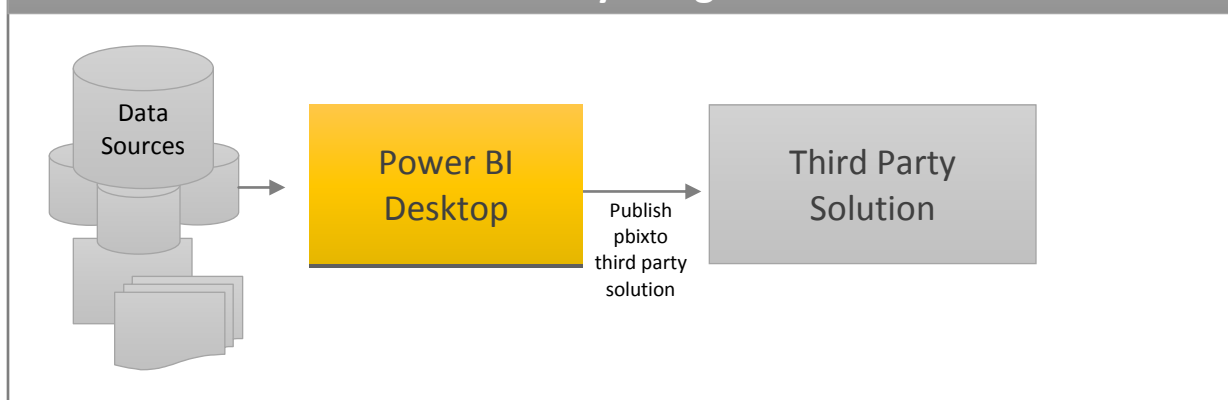 Data
Sources
Power BI
Desktop
Publish
pbixto
third party
solution
Third Party
Solution